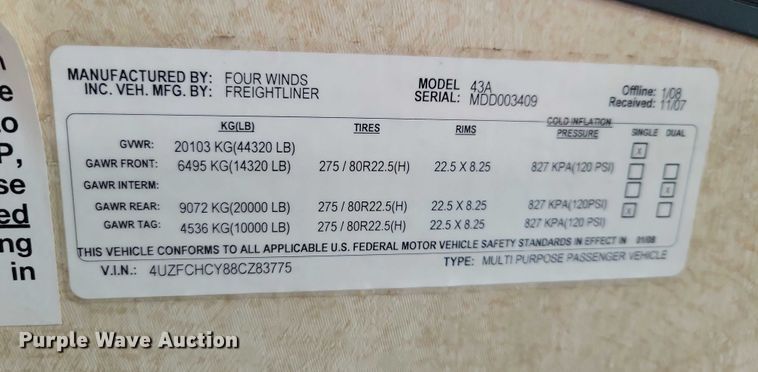 MANUFACTURED BY: FOUR WINDS
INC. VEH. MFG. BY: FREIGHTLINER
MODEL 43A
SERIAL: MDD003409
Offline: 1/08
Received: 11/07
KG(LB) TIRES RIMS COLD INFLATION PRESSURE SINGLE DUAL
GVWR: 20103 KG(44320 LB) X
GAWR FRONT: 6495 KG(14320 LB) 275 / 80R22.5(H) 22.5 X 8.25 827 KPA(120 PSI)
GAWR INTERM: X
GAWR REAR: 9072 KG(20000 LB) 275 / 80R22.5(H) 22.5 X 8.25 827 KPA(120PSI) X
GAWR TAG: 4536 KG(10000 LB) 275 / 80R22.5(H) 22.5 X 8.25 827 KPA(120PSI)
THIS VEHICLE CONFORMS TO ALL APPLICABLE U.S. FEDERAL MOTOR VEHICLE SAFETY STANDARDS IN EFFECT IN 01/08
V.I.N.: 4UZFCHCY88CZ83775 TYPE: MULTI PURPOSE PASSENGER VEHICLE
P,
se
ed
ng
in
Purple Wave Auction